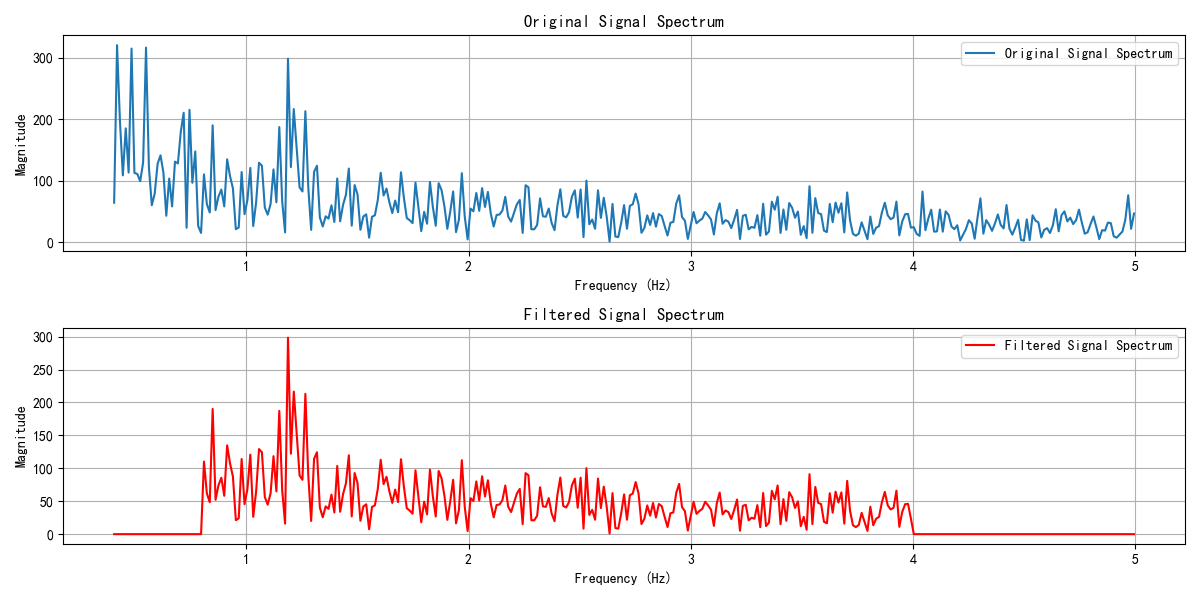 Original Signal Spectrum
Original Signal Spectrum
Magnitude
300
200
100
0
1
2
3
4
5
Frequency (Hz)
Filtered Signal Spectrum
Filtered Signal Spectrum
Magnitude
300
250
200
150
100
50
0
1
2
3
4
5
Frequency (Hz)